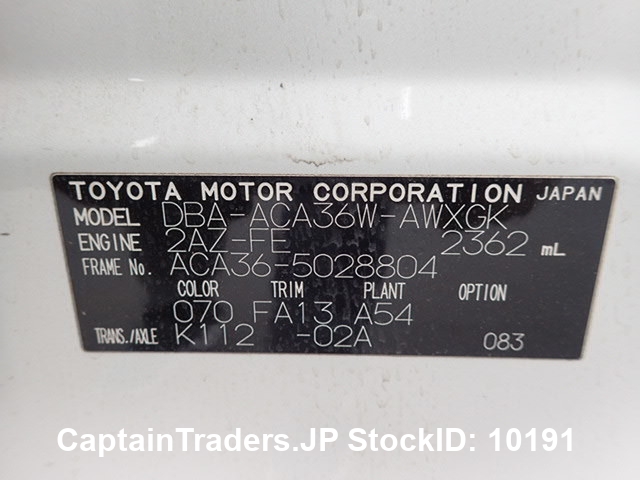 TOYOTA MOTOR CORPORATION JAPAN
MODEL DBA-ACA36W-AWXGK
ENGINE 2AZ-FE 2362 mL
FRAME No. ACA36-5028804
COLOR TRIM PLANT OPTION
070 FA13 A54
TRANS./AXLE K112 -02A 083
CaptainTraders.JP StockID: 10191